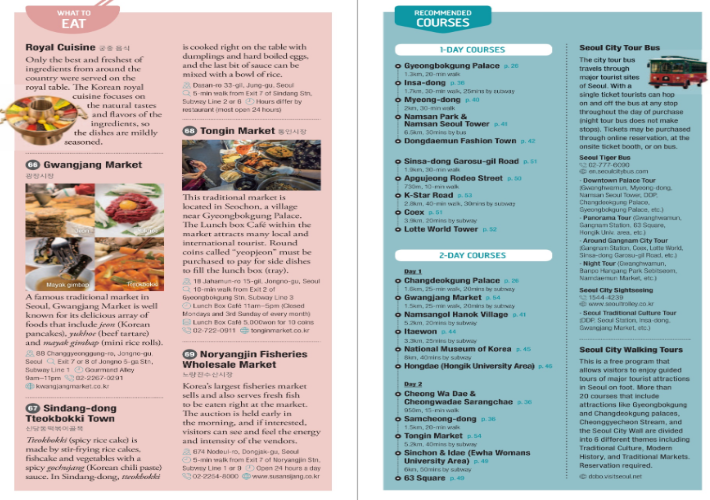 WHAT TO
EAT
Royal Cuisine 궁중 음식
Only the best and freshest of
ingredients from around the
country were served on the
royal table. The Korean royal
cuisine focuses on
the natural tastes
and flavors of the
ingredients, so
the dishes are mildly
seasoned.
66 Gwangjang Market
광장시장
Mayak gimbap
Tteokbokki
A famous traditional market in
Seoul, Gwangjang Market is well
known for its delicious array of
foods that include jeon (Korean
pancakes), yukhoe (beef tartare)
and mayak gimbap (mini rice rolls).
88 Changgyeonggung-ro, Jongno-gu,
Seoul Exit 7 or 8 of Jongno 5-ga Stn,
Subway Line 1 Gourmand Alley
9am~11pm 02-2267-0291
kwangjangmarket.co.kr
67 Sindang-dong
Tteokbokki Town
신당동떡볶이골목
Tteokbokki (spicy rice cake) is
made by stir-frying rice cakes,
fishcake and vegetables with a
spicy gochujang (Korean chili paste)
sauce. In Sindang-dong, tteokbokki
is cooked right on the table with
dumplings and hard boiled eggs,
and the last bit of sauce can be
mixed with a bowl of rice.
Dasan-ro 33-gil, Jung-gu, Seoul
5-min walk from Exit 7 of Sindang Stn,
Subway Line 2 or 6 Hours differ by
restaurant (most open 24 hours)
68 Tongin Market 통인시장
This traditional market is
located in Seochon, a village
near Gyeongbokgung Palace.
The Lunch box Café within the
market attracts many local and
international tourist. Round
coins called "yeopjeon" must be
purchased to pay for side dishes
to fill the lunch (tray).
18 Jahamun-ro 15-gil, Jongno-gu, Seoul
10-min walk from Exit 2 of
Gyeongbokgung Stn, Subway Line 3
Lunch Box Café 11am~5pm (Closed
Mondays and 3rd Sunday of every month)
Lunch Box Café 5,000won for 10 coins
02-722-0911 tonginmarket.co.kr
69 Noryangjin Fisheries
Wholesale Market
노량진수산시장
Korea's largest fisheries market
sells and also serves fresh fish
to be eaten right at the market.
The auction is held early in
the morning, and if interested,
visitors can see and feel the energy
and intensity of the vendors.
674 Nodeul-ro, Dongjak-gu, Seoul
5-min walk from Exit 7 of Noryangjin Stn,
Subway Line 1 or 9 Open 24 hours a day
02-2254-8000 www.susansijang.co.kr
RECOMMENDED
COURSES
1-DAY COURSES
Gyeongbokgung Palace p. 25
1.3km, 20-min walk
Insa-dong p. 36
1.7km, 30-min walk, 25mins by subway
Myeong-dong p. 40
2km, 30-min walk
Namsan Park &
Namsan Seoul Tower p. 41
6.5km, 30mins by bus
Dongdaemun Fashion Town p. 42
Sinsa-dong Garosu-gil Road p. 51
1.9km, 30-min walk
Apgujeong Rodeo Street p. 50
735m, 10-min walk
K-Star Road p. 53
2.8km, 40-min walk, 30mins by subway
Coex p. 51
3.9km, 20mins by subway
Lotte World Tower p. 52
2-DAY COURSES
Day 1
Changdeokgung Palace p. 28
1.5km, 25-min walk, 20mins by subway
Gwangjang Market p. 64
1.5km, 25-min walk, 20mins by subway
Namsangol Hanok Village p. 41
5.2km, 20mins by subway
Itaewon p. 44
3.3km, 25mins by subway
National Museum of Korea p. 45
8km, 40mins by subway
Hongdae (Hongik University Area) p. 46
Day 2
Cheong Wa Dae &
Cheongwadae Sarangchae p. 38
950m, 15-min walk
Samcheong-dong p. 36
1.5km, 20-min walk
Tongin Market p. 64
5.2km, 40mins by subway
Sinchon & Idae (Ewha Womans
University Area) p. 46
6km, 50mins by subway
63 Square p. 49
Seoul City Tour Bus
The city tour bus
travels through
major tourist sites
of Seoul. With a
single ticket tourists can hop
on and off the bus at any stop
throughout the day of purchase
(night tour bus does not make
stops). Tickets may be purchased
through online reservation, at the
onsite ticket booth, or on bus.
Seoul Tiger Bus
02-777-6090
en.seoulcitybus.com
· Downtown Palace Tour
(Gwanghwamun, Myeong-dong,
Namsan Seoul Tower, DDP,
Changdeokgung Palace,
Gyeongbokgung Palace, etc.)
· Panorama Tour (Gwanghwamun,
Gangnam Station, 63 Square,
Hongik Univ. area, etc.)
· Around Gangnam City Tour
(Gangnam Station, Coex, Lotte World,
Sinsa-dong Garosu-gil Road, etc.)
· Night Tour (Gwanghwamun,
Banpo Hangang Park Sebitseom,
Namdaemun Market, etc.)
Seoul City Sightseeing
1544-4239
www.seoultrolley.co.kr
· Seoul Traditional Culture Tour
(DDP, Seoul Station, Insa-dong,
Gwangjang Market, etc.)
Seoul City Walking Tours
This is a free program that
allows visitors to enjoy guided
tours of major tourist attractions
in Seoul on foot. More than
20 courses that include
attractions like Gyeongbokgung
and Changdeokgung palaces,
Cheonggyecheon Stream, and
the Seoul City Wall are divided
into 6 different themes including
Traditional Culture, Modern
History, and Traditional Markets.
Reservation required.
dobo.visitseoul.net